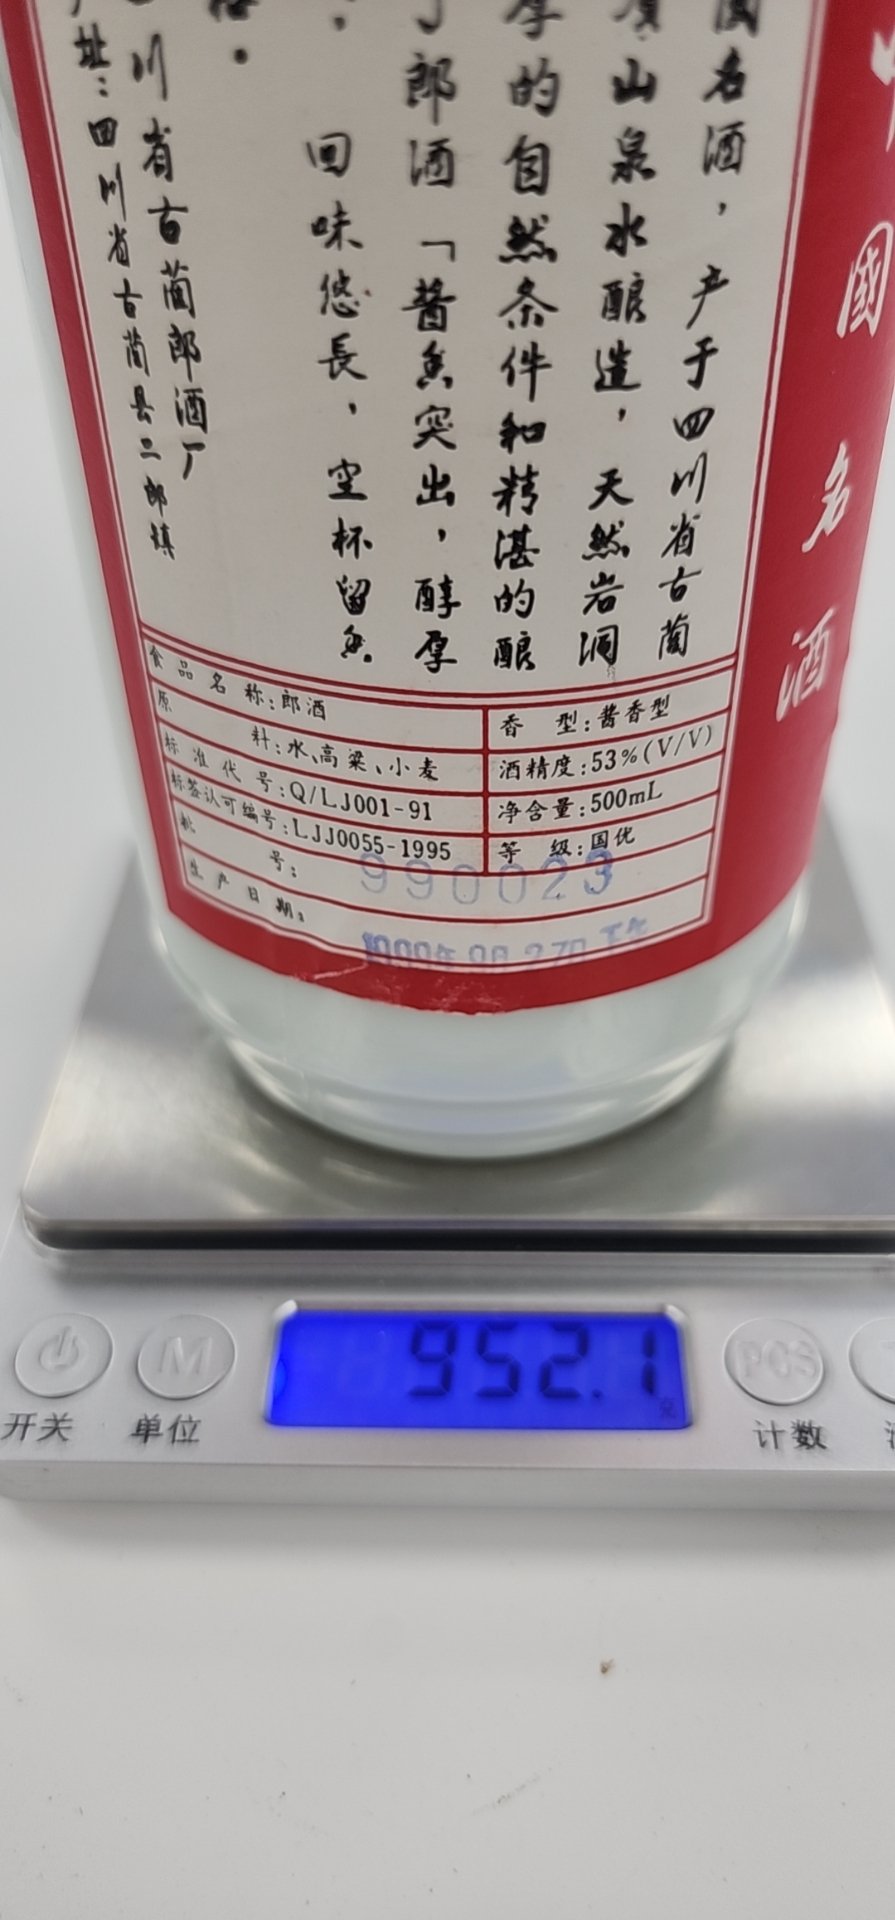 中國名酒
國名酒，产于四川省古蔺
山泉水酿造，天然岩洞
厚的自然条件和精湛的酿
郎酒「酱香突出，醇厚
回味悠長，空杯留香
川省古蔺郎酒厂
址：四川省古蔺县二郎镇
食品名称：郎酒
香型：酱香型
原料：水、高粱、小麦
酒精度：53%(V/V)
标准代号：Q/LJ001-91
净含量：500mL
标签认可编号：LJJ0055-1995
等级：国优
批号：990023
生产日期：
952.1
开关
单位
PCS
计数
M